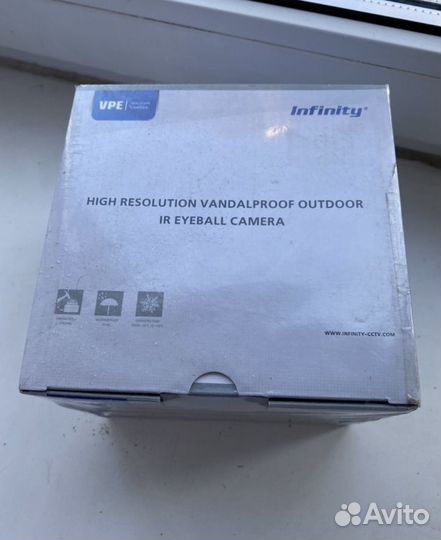 VPE
Infinity®
HIGH RESOLUTION VANDALPROOF OUTDOOR
IR EYEBALL CAMERA
WWW.INFINITY-CCTV.COM
Avito